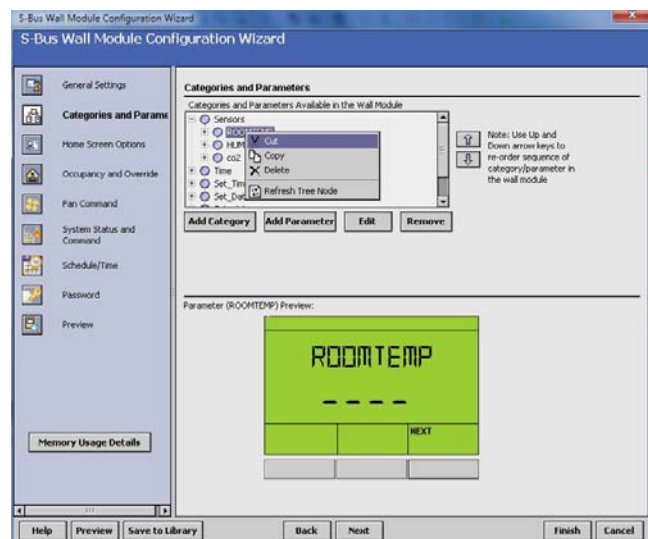 S-Bus Wall Module Configuration Wizard
S-Bus Wall Module Configuration Wizard
General Settings
Categories and Parame
Home Screen Options
Occupancy and Override
Fan Command
System Status and
Command
Schedule/Time
Password
Preview
Memory Usage Details
Categories and Parameters
Categories and Parameters Available in the Wall Module
Sensors
ROOMTEMP
HUM
co2
Time
Set_Tim
Set_Dat
Cut
Copy
Delete
Refresh Tree Node
Note: Use Up and
Down arrow keys to
re-order sequence of
category/parameter in
the wall module
Add Category Add Parameter Edit Remove
Parameter (ROOMTEMP) Preview:
ROOMTEMP
----
NEXT
Help Preview Save to Library Back Next Finish Cancel